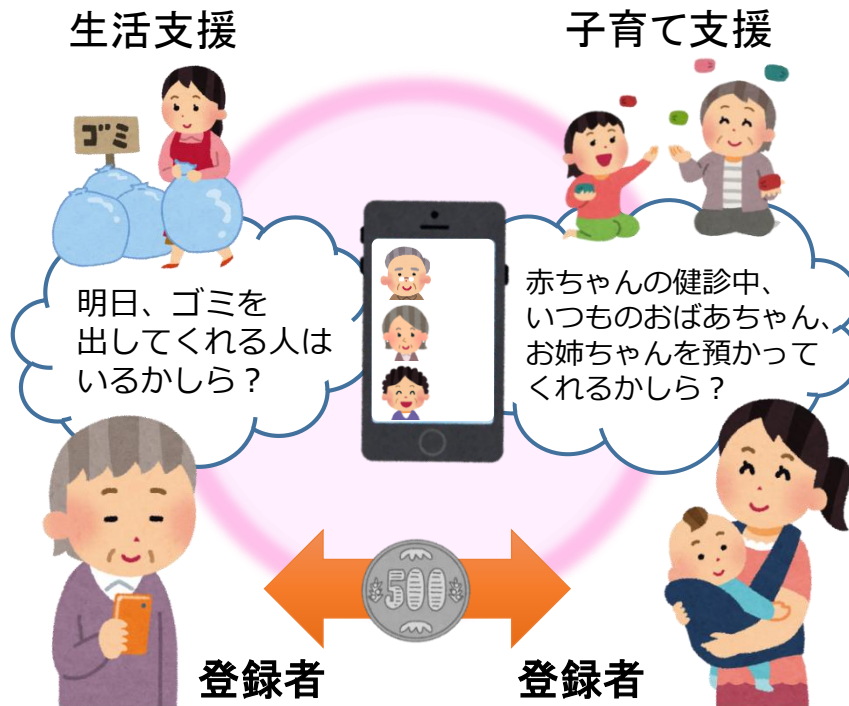 生活支援
子育て支援
ゴミ
明日、ゴミを
出してくれる人は
いるかしら？
赤ちゃんの健診中、
いつものおばあちゃん、
お姉ちゃんを預かって
くれるかしら？
500
登録者
登録者